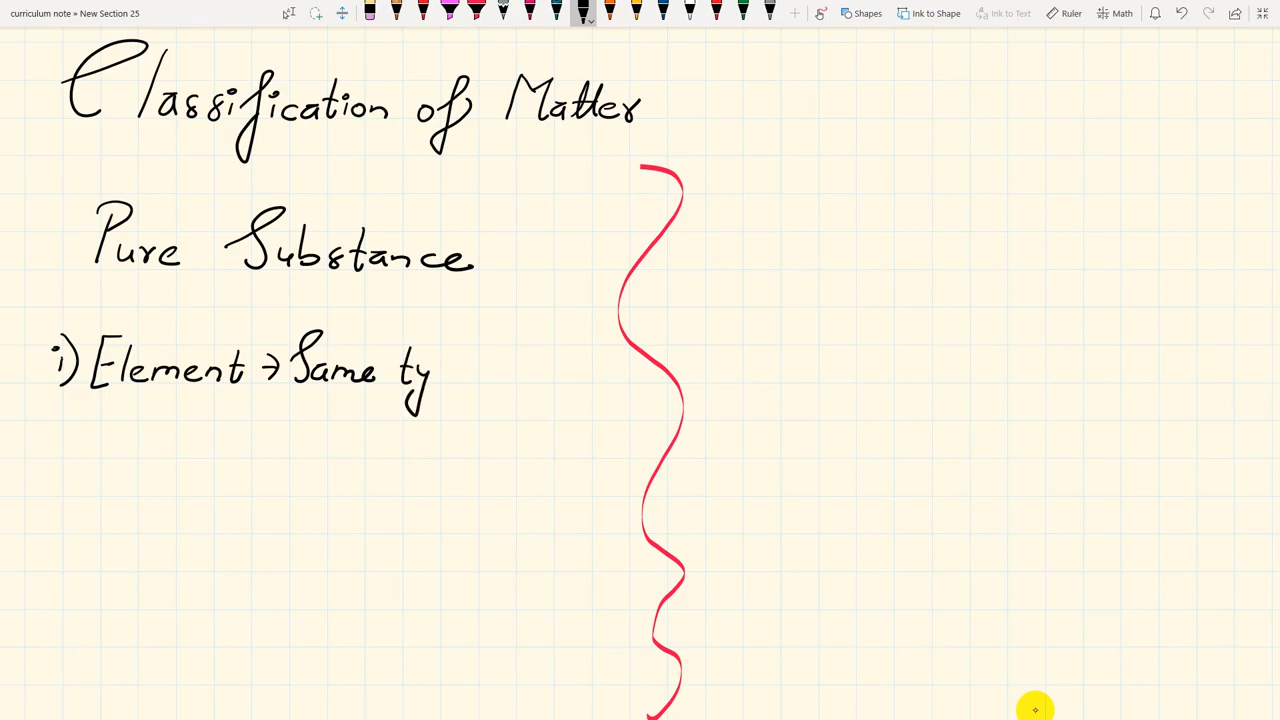 curriculum note » New Section 25
Shapes Ink to Shape Ink to Text Ruler Math
Classification of Matter
Pure Substance
i) Element → Same ty